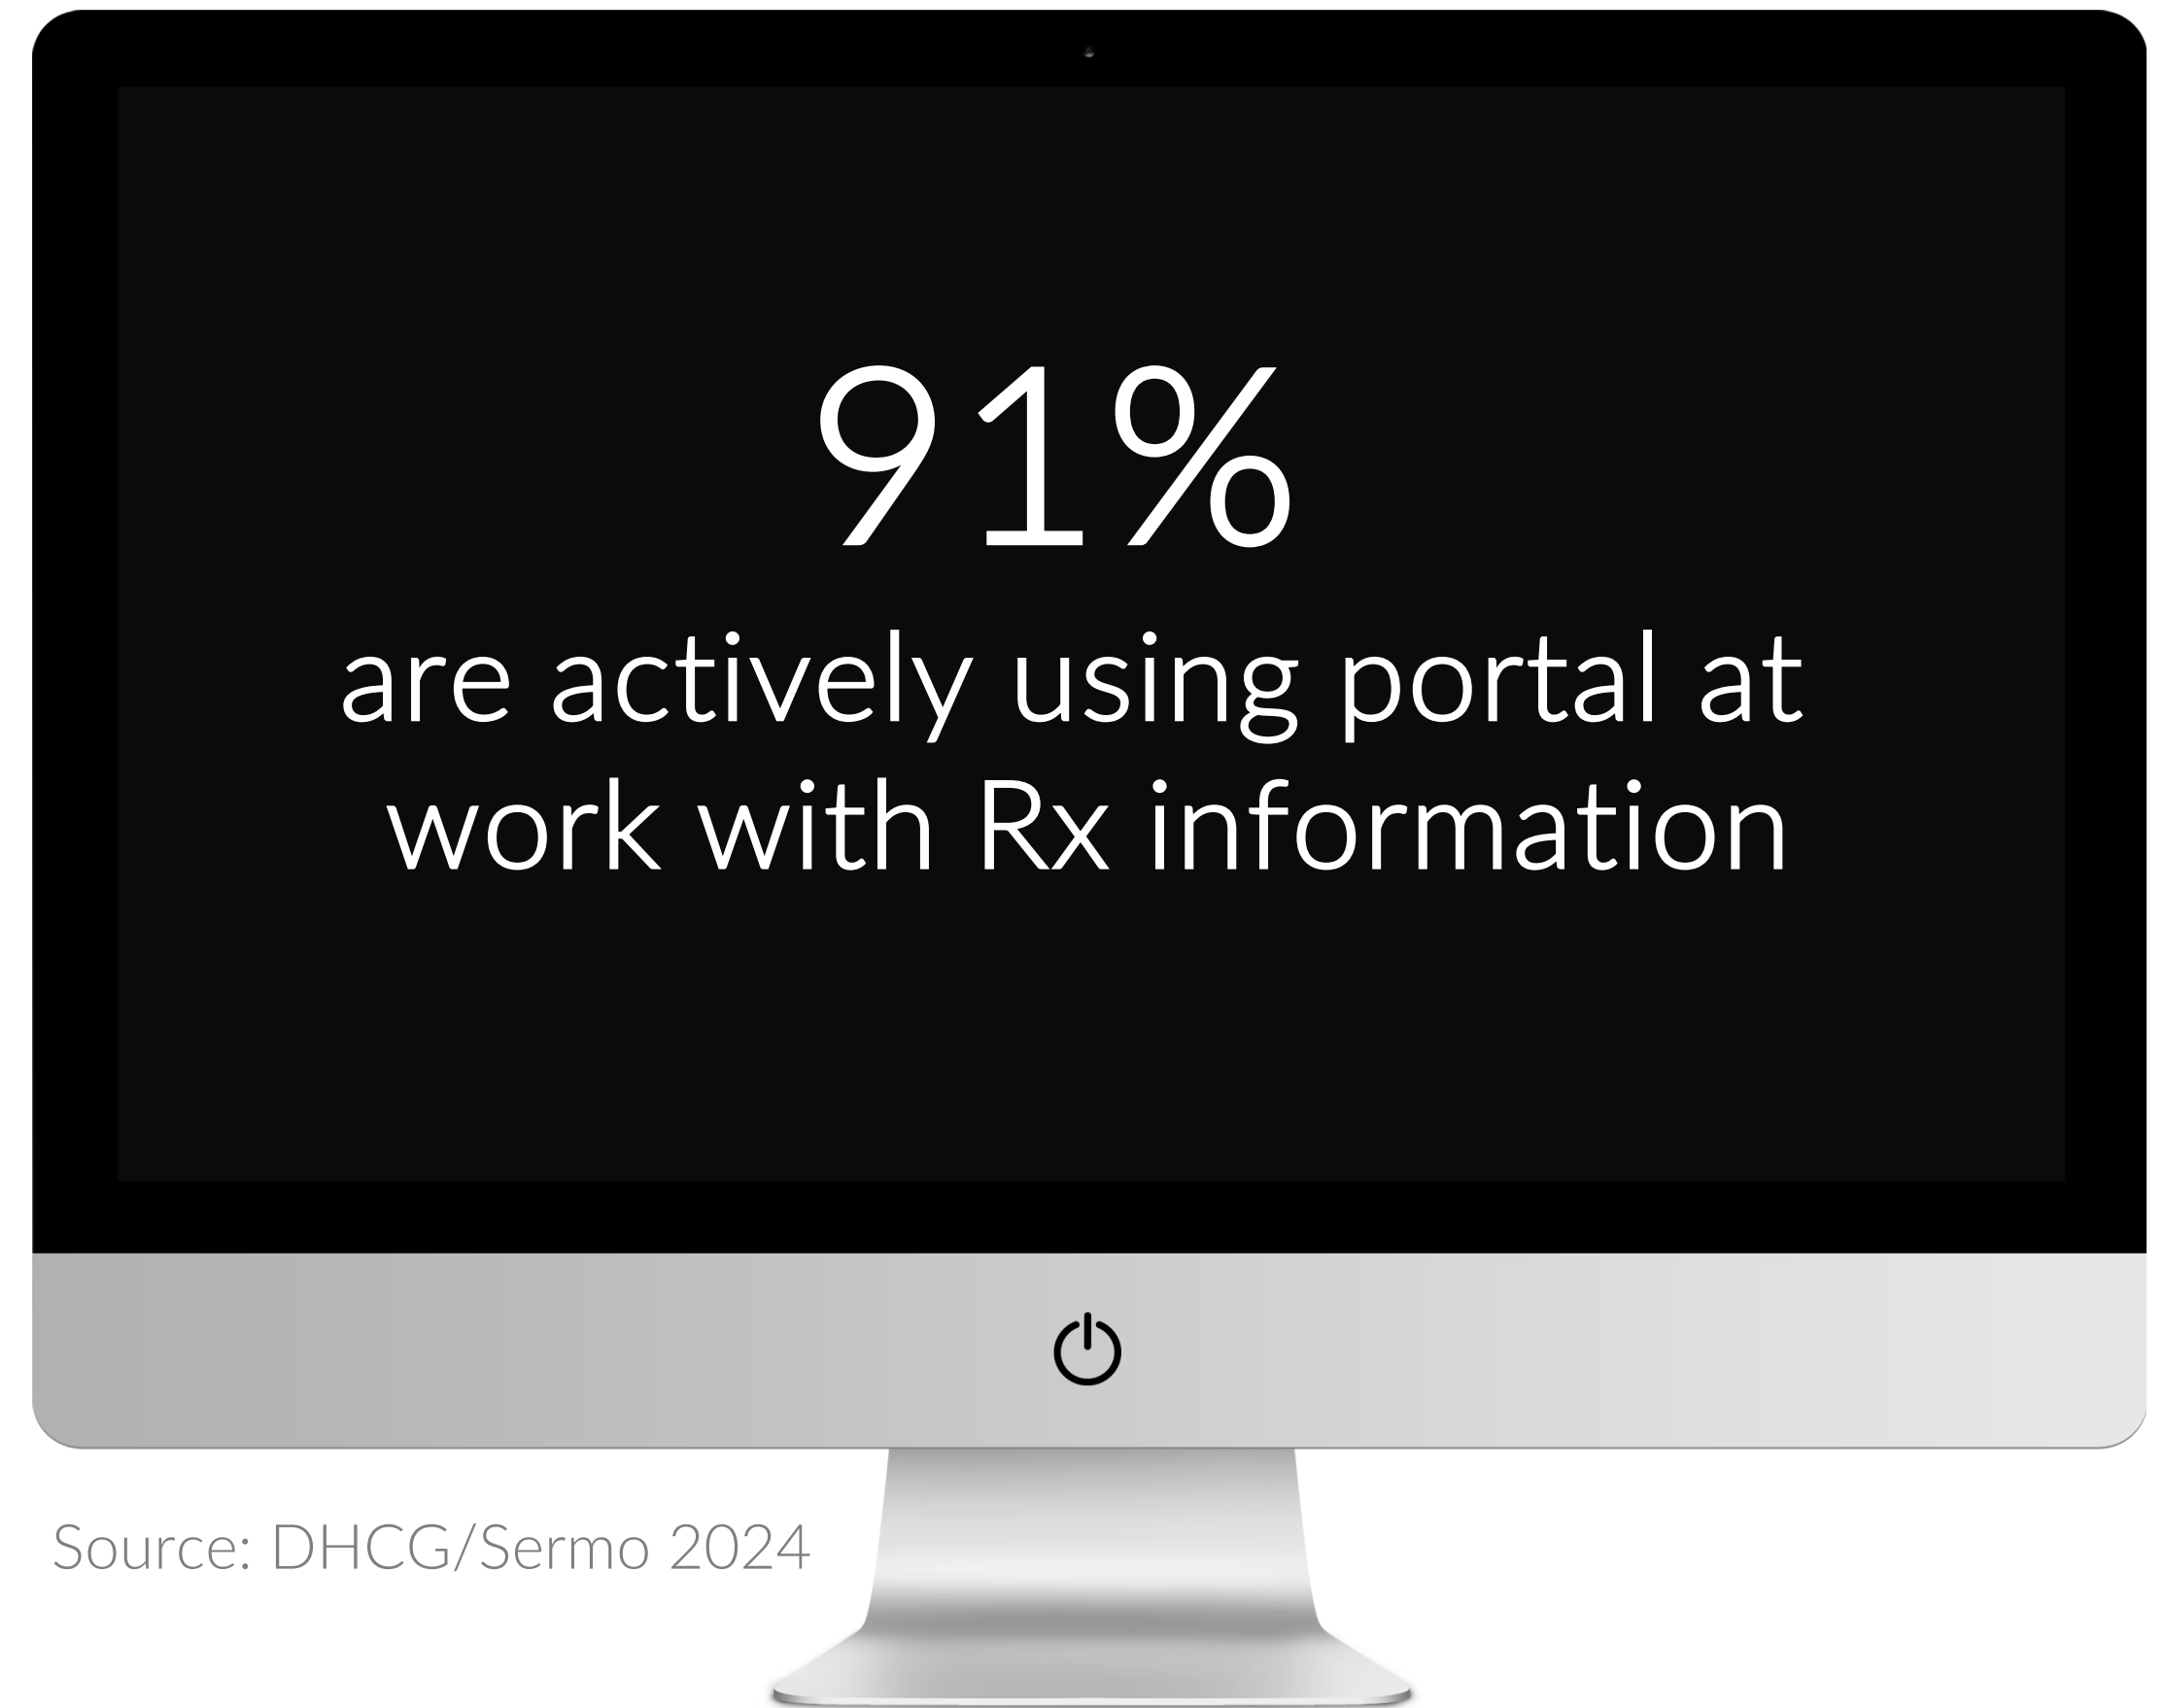 91%
are actively using portal at
work with Rx information
Source: DHCG/Sermo 2024